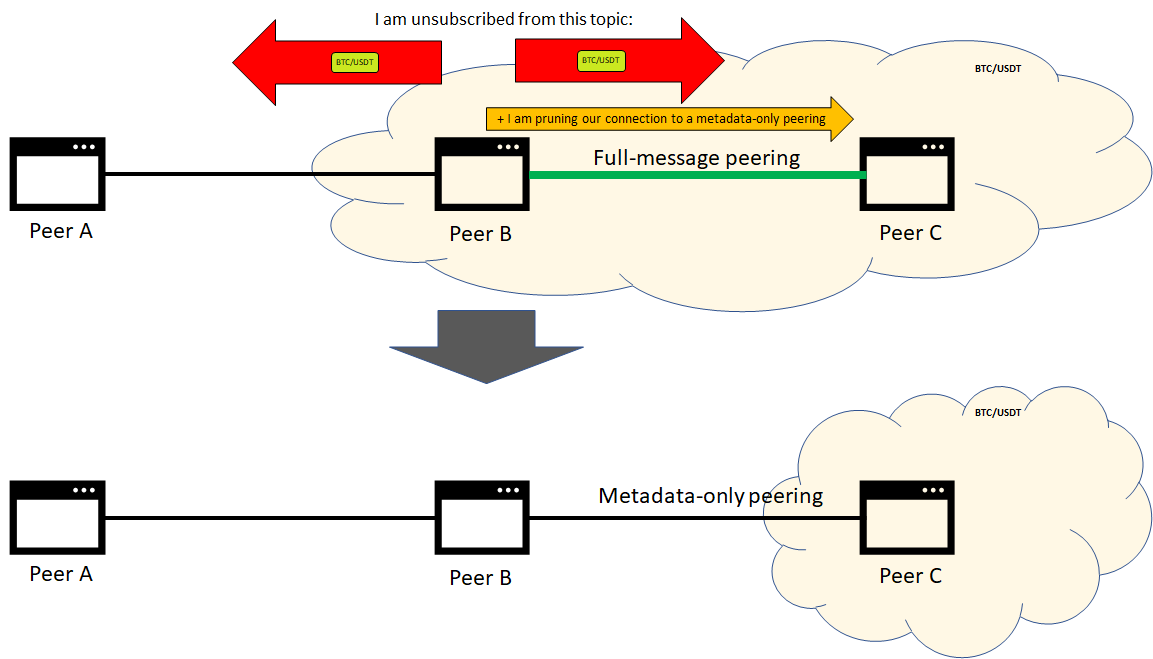 I am unsubscribed from this topic:
BTC/USDT
BTC/USDT
BTC/USDT
+ I am pruning our connection to a metadata-only peering
Full-message peering
Peer A
Peer B
Peer C
BTC/USDT
Metadata-only peering
Peer A
Peer B
Peer C